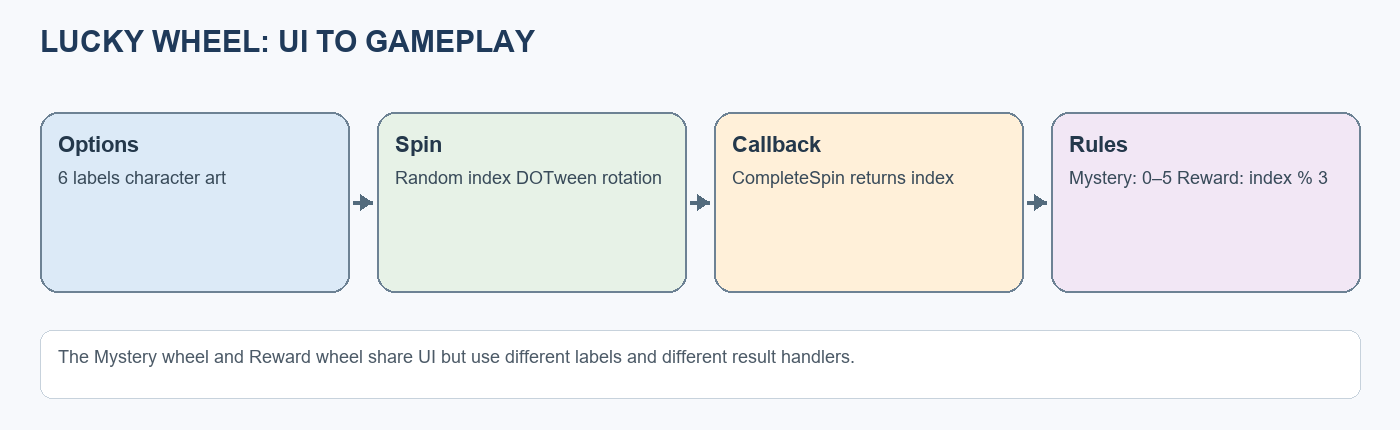 LUCKY WHEEL: UI TO GAMEPLAY
Options
6 labels character art
Spin
Random index DOTween rotation
Callback
CompleteSpin returns index
Rules
Mystery: 0–5 Reward: index % 3
The Mystery wheel and Reward wheel share UI but use different labels and different result handlers.